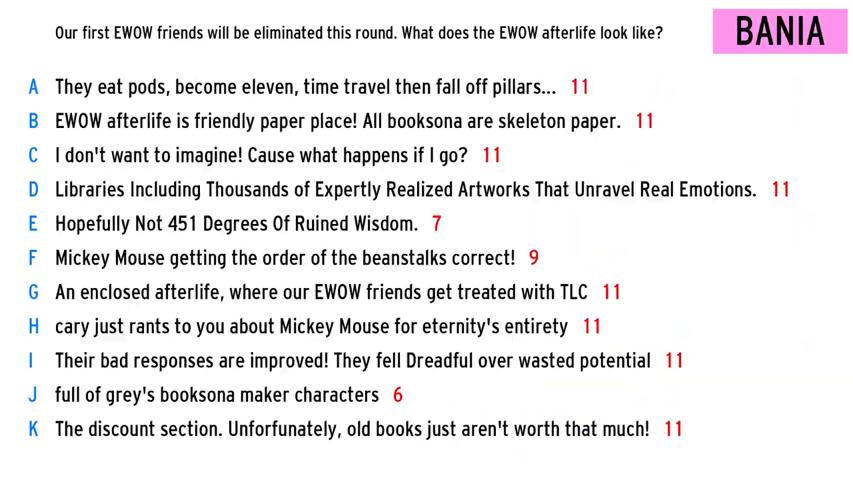 Our first EWOW friends will be eliminated this round. What does the EWOW afterlife look like?
BANIA
A They eat pods, become eleven, time travel then fall off pillars... 11
B EWOW afterlife is friendly paper place! All booksona are skeleton paper. 11
C I don't want to imagine! Cause what happens if I go? 11
D Libraries Including Thousands of Expertly Realized Artworks That Unravel Real Emotions. 11
E Hopefully Not 451 Degrees Of Ruined Wisdom. 7
F Mickey Mouse getting the order of the beanstalks correct! 9
G An enclosed afterlife, where our EWOW friends get treated with TLC 11
H cary just rants to you about Mickey Mouse for eternity's entirety 11
I Their bad responses are improved! They fell Dreadful over wasted potential 11
J full of grey's booksona maker characters 6
K The discount section. Unfortunately, old books just aren't worth that much! 11